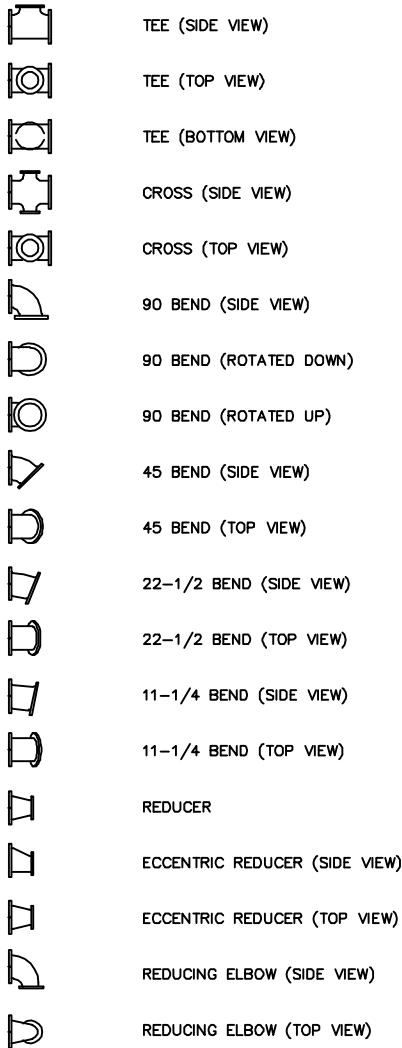 TEE (SIDE VIEW)
TEE (TOP VIEW)
TEE (BOTTOM VIEW)
CROSS (SIDE VIEW)
CROSS (TOP VIEW)
90 BEND (SIDE VIEW)
90 BEND (ROTATED DOWN)
90 BEND (ROTATED UP)
45 BEND (SIDE VIEW)
45 BEND (TOP VIEW)
22-1/2 BEND (SIDE VIEW)
22-1/2 BEND (TOP VIEW)
11-1/4 BEND (SIDE VIEW)
11-1/4 BEND (TOP VIEW)
REDUCER
ECCENTRIC REDUCER (SIDE VIEW)
ECCENTRIC REDUCER (TOP VIEW)
REDUCING ELBOW (SIDE VIEW)
REDUCING ELBOW (TOP VIEW)